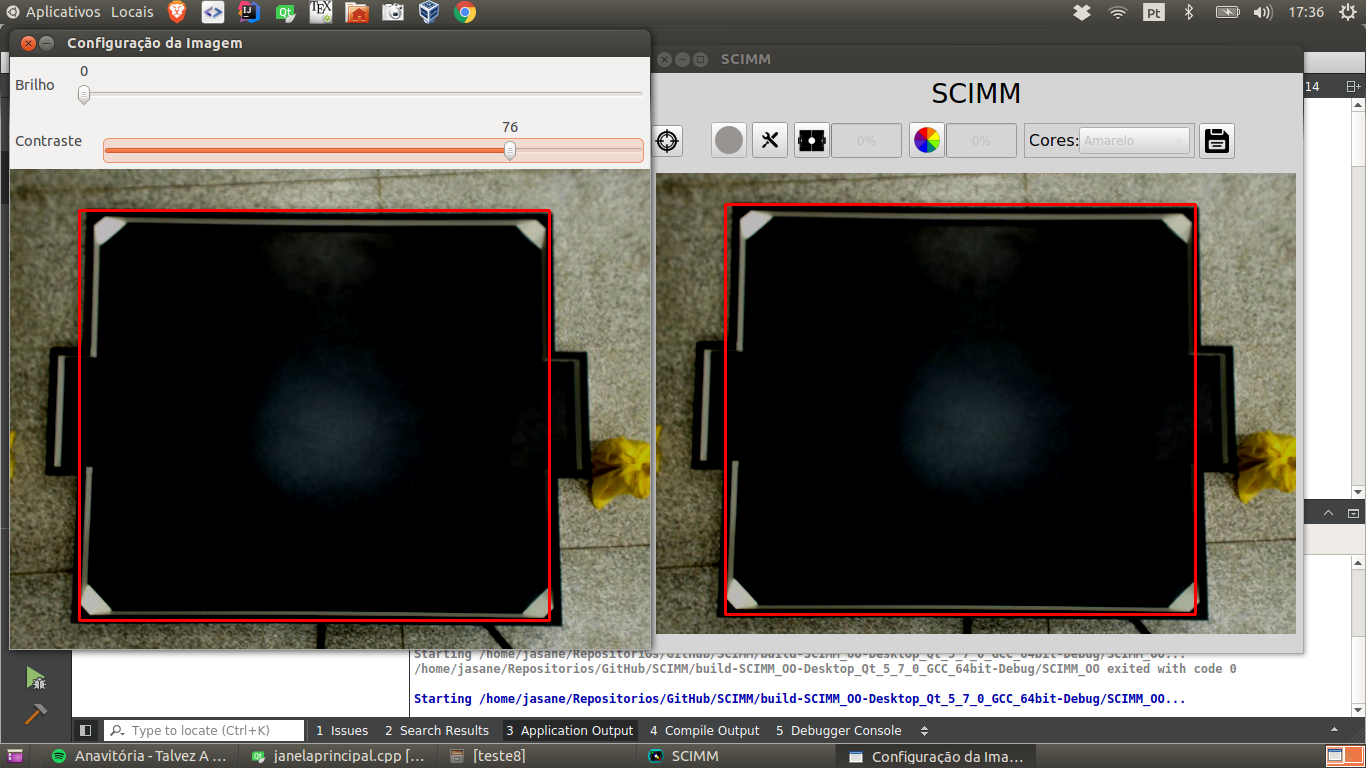 Aplicativos Locais
Pt
17:36
Configuração da Imagem
0
Brilho
76
Contraste
SCIMM
SCIMM
0%
0%
Cores: Amarelo
14
Starting /home/jasane/Repositorios/GitHub/SCIMM/build-SCIMM_OO-Desktop_Qt_5_7_0_GCC_64bit-Debug/SCIMM_OO...
/home/jasane/Repositorios/GitHub/SCIMM/build-SCIMM_OO-Desktop_Qt_5_7_0_GCC_64bit-Debug/SCIMM_OO exited with code 0
Starting /home/jasane/Repositorios/GitHub/SCIMM/build-SCIMM_OO-Desktop_Qt_5_7_0_GCC_64bit-Debug/SCIMM_OO...
Type to locate (Ctrl+K)
1 Issues
2 Search Results
3 Application Output
4 Compile Output
5 Debugger Console
Anavitória - Talvez A ...
janelaprincipal.cpp [...
[teste8]
SCIMM
Configuração da Ima...